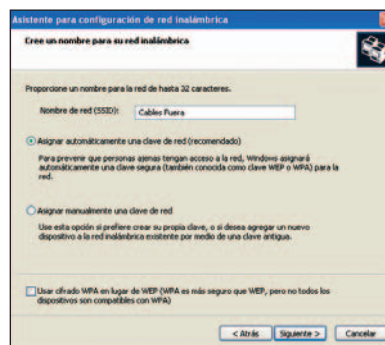 Asistente para configuración de red inalámbrica
Cree un nombre para su red inalámbrica
Proporcione un nombre para la red de hasta 32 caracteres.
Nombre de red (SSID): Cables Fuera
Asignar automáticamente una clave de red (recomendado)
Para prevenir que personas ajenas tengan acceso a la red, Windows asignará
automáticamente una clave segura (también conocida como clave WEP o WPA) para la
red.
Asignar manualmente una clave de red
Use esta opción si prefiere crear su propia clave, o si desea agregar un nuevo
dispositivo a la red inalámbrica existente por medio de una clave antigua.
Usar cifrado WPA en lugar de WEP (WPA es más seguro que WEP, pero no todos los
dispositivos son compatibles con WPA)
< Atrás Siguiente > Cancelar